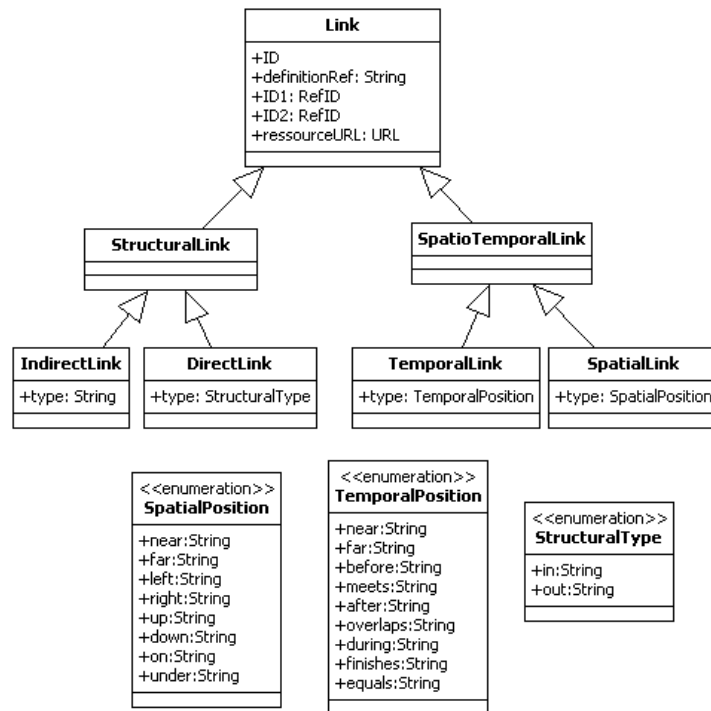 Link
+ID
+definitionRef: String
+ID1: RefID
+ID2: RefID
+ressourceURL: URL
StructuralLink
SpatioTemporalLink
IndirectLink
+type: String
DirectLink
+type: StructuralType
TemporalLink
+type: TemporalPosition
SpatialLink
+type: SpatialPosition
<<enumeration>>
SpatialPosition
+near:String
+far:String
+left:String
+right:String
+up:String
+down:String
+on:String
+under:String
<<enumeration>>
TemporalPosition
+near:String
+far:String
+before:String
+meets:String
+after:String
+overlaps:String
+during:String
+finishes:String
+equals:String
<<enumeration>>
StructuralType
+in:String
+out:String